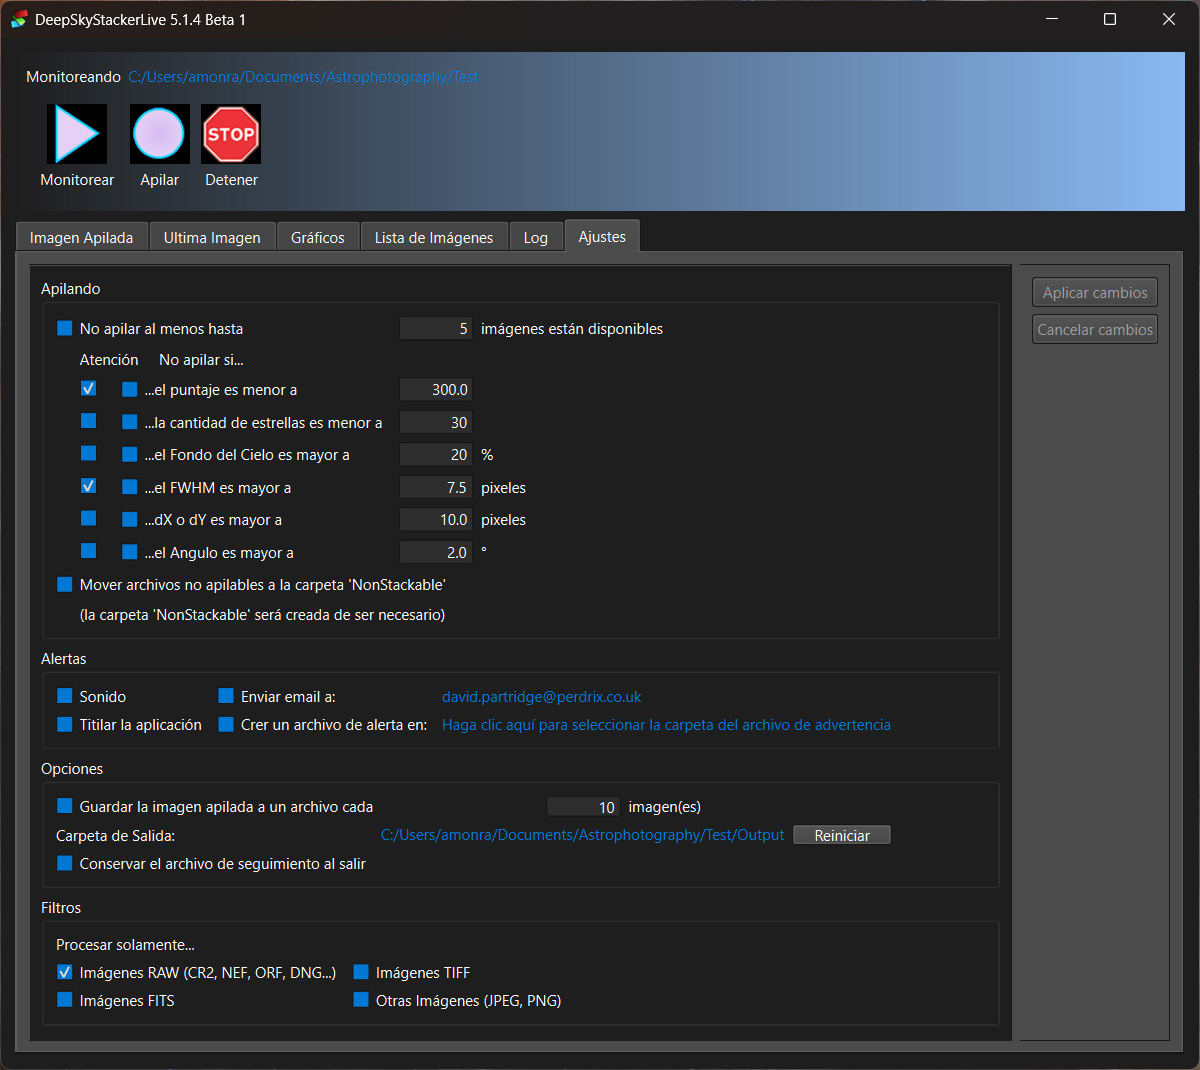 DeepSkyStackerLive 5.1.4 Beta 1
Monitoreando C:/Users/amonra/Documents/Astrophotography/Test
STOP
Monitorear Apilar Detener
Imagen Apilada Ultima Imagen Gráficos Lista de Imágenes Log Ajustes
Apilando
Aplicar cambios
Cancelar cambios
No apilar al menos hasta 5 imágenes están disponibles
Atención No apilar si...
...el puntaje es menor a 300.0
...la cantidad de estrellas es menor a 30
...el Fondo del Cielo es mayor a 20 %
...el FWHM es mayor a 7.5 pixeles
...dX o dY es mayor a 10.0 pixeles
...el Angulo es mayor a 2.0 °
Mover archivos no apilables a la carpeta 'NonStackable'
(la carpeta 'NonStackable' será creada de ser necesario)
Alertas
Sonido Enviar email a: david.partridge@perdrix.co.uk
Titilar la aplicación Crer un archivo de alerta en: Haga clic aquí para seleccionar la carpeta del archivo de advertencia
Opciones
Guardar la imagen apilada a un archivo cada 10 imagen(es)
Carpeta de Salida: C:/Users/amonra/Documents/Astrophotography/Test/Output Reiniciar
Conservar el archivo de seguimiento al salir
Filtros
Procesar solamente...
Imágenes RAW (CR2, NEF, ORF, DNG...) Imágenes TIFF
Imágenes FITS Otras Imágenes (JPEG, PNG)